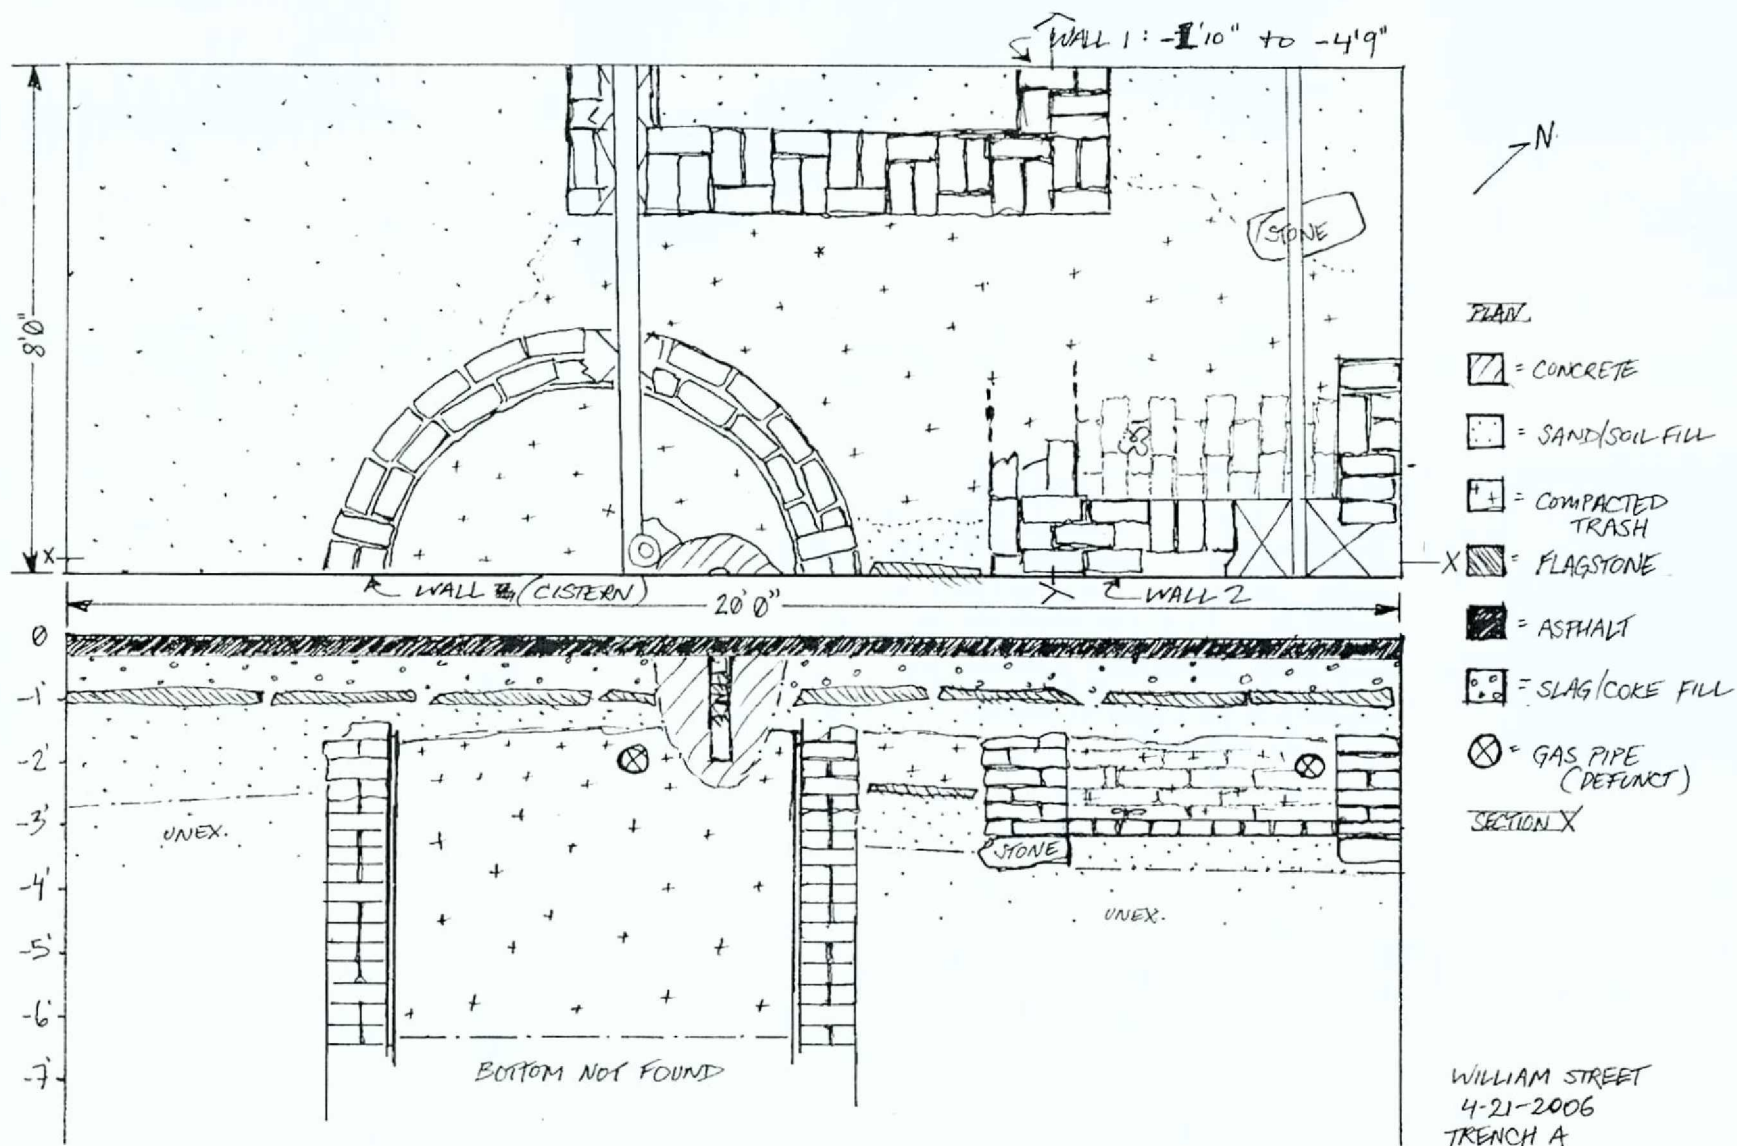 WALL 1: -1'10" to -4'9"
N
8'0"
STONE
PLAN
= CONCRETE
= SAND/SOIL FILL
= COMPACTED
TRASH
= FLAGSTONE
= ASPHALT
= SLAG/COKE FILL
= GAS PIPE
(DEFUNCT)
SECTION X
X
X
WALL (CISTERN)
WALL 2
20'0"
0
-1'
-2'
-3'
-4'
-5'
-6'
-7'
UNEX.
STONE
UNEX.
BOTTOM NOT FOUND
WILLIAM STREET
4-21-2006
TRENCH A